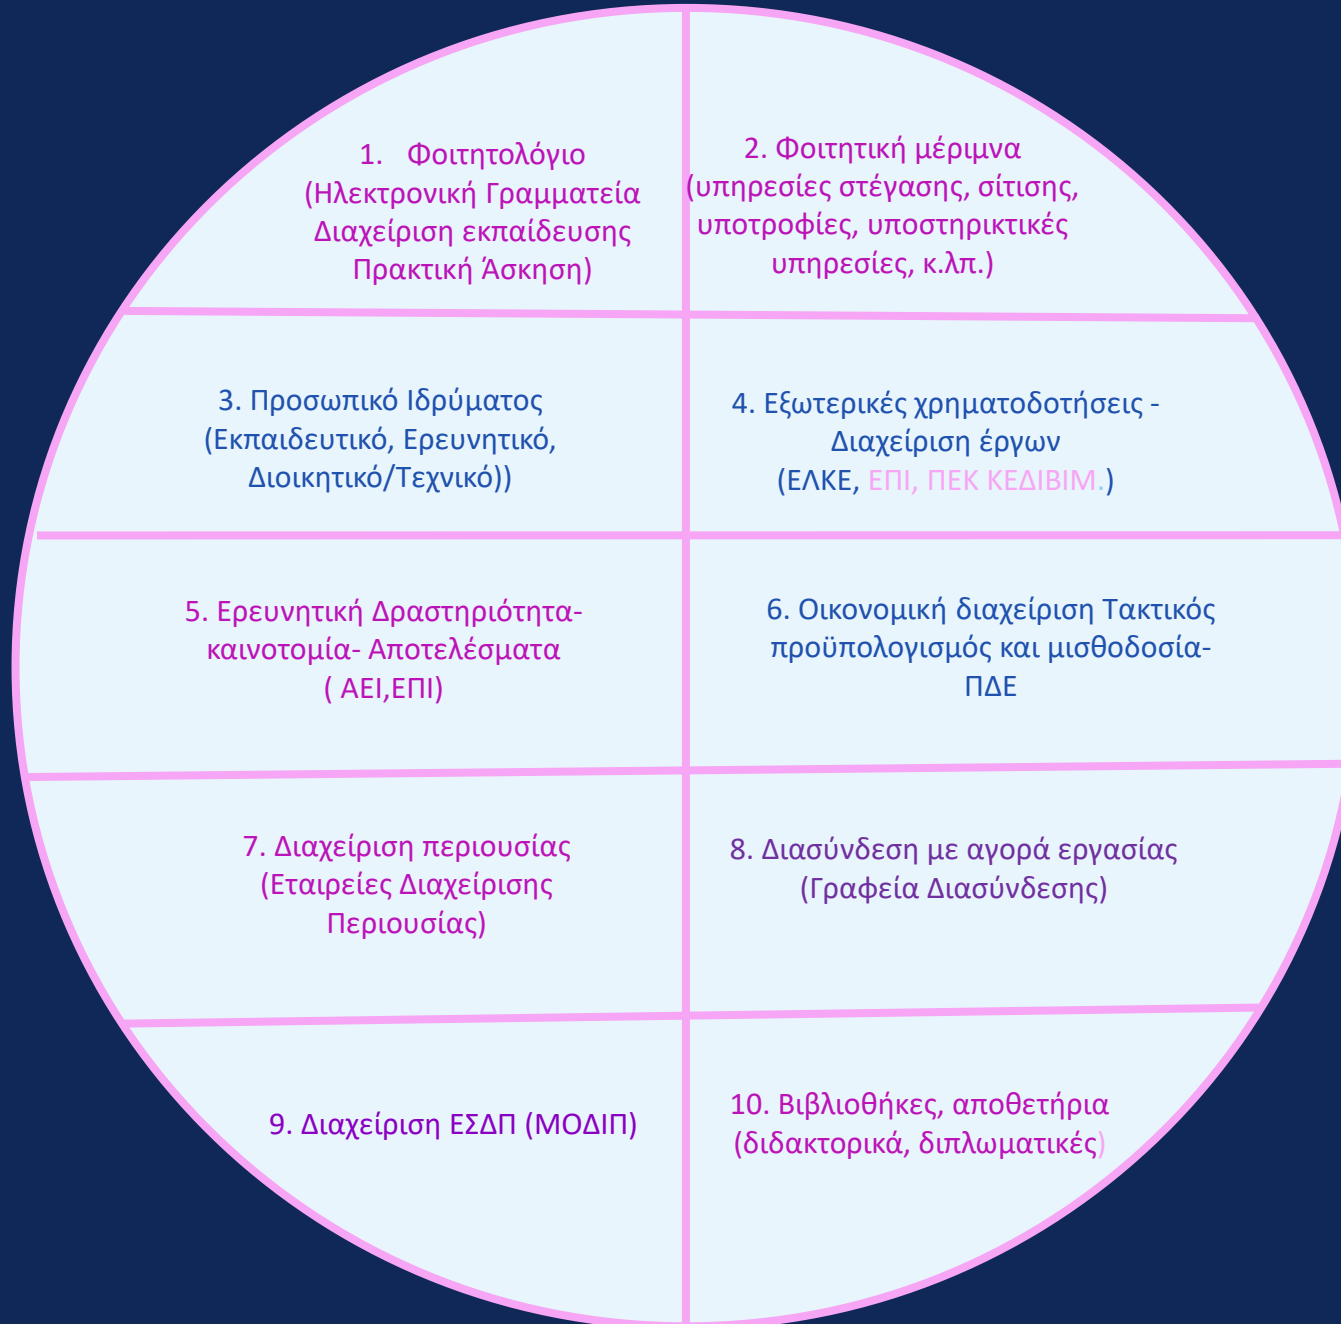 1. Φοιτητολόγιο
(Ηλεκτρονική Γραμματεία
Διαχείριση εκπαίδευσης
Πρακτική Άσκηση)
2. Φοιτητική μέριμνα
(υπηρεσίες στέγασης, σίτισης,
υποτροφίες, υποστηρικτικές
υπηρεσίες, κ.λπ.)
3. Προσωπικό Ιδρύματος
(Εκπαιδευτικό, Ερευνητικό,
Διοικητικό/Τεχνικό))
4. Εξωτερικές χρηματοδοτήσεις -
Διαχείριση έργων
(ΕΛΚΕ, ΕΠΙ, ΠΕΚ ΚΕΔΙΒΙΜ.)
5. Ερευνητική Δραστηριότητα-
καινοτομία- Αποτελέσματα
( ΑΕΙ,ΕΠΙ)
6. Οικονομική διαχείριση Τακτικός
προϋπολογισμός και μισθοδοσία-
ΠΔΕ
7. Διαχείριση περιουσίας
(Εταιρείες Διαχείρισης
Περιουσίας)
8. Διασύνδεση με αγορά εργασίας
(Γραφεία Διασύνδεσης)
9. Διαχείριση ΕΣΔΠ (ΜΟΔΙΠ)
10. Βιβλιοθήκες, αποθετήρια
(διδακτορικά, διπλωματικές)